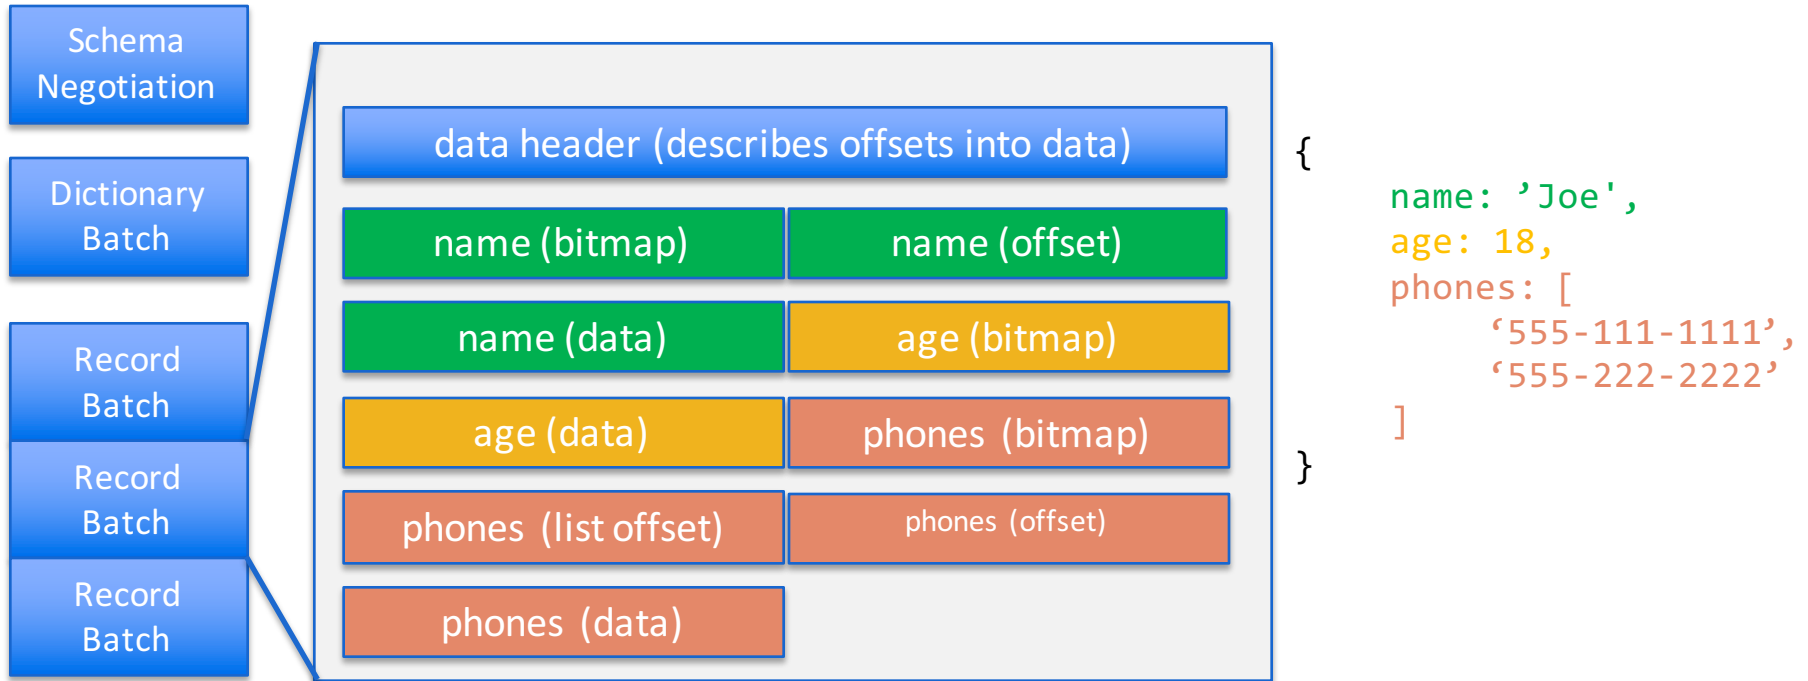 Schema
Negotiation
Dictionary
Batch
Record
Batch
Record
Batch
Record
Batch
data header (describes offsets into data)
name (bitmap)
name (offset)
name (data)
age (bitmap)
age (data)
phones (bitmap)
phones (list offset)
phones (offset)
phones (data)
{
name: ’Joe',
age: 18,
phones: [
‘555-111-1111’,
‘555-222-2222’
]
}